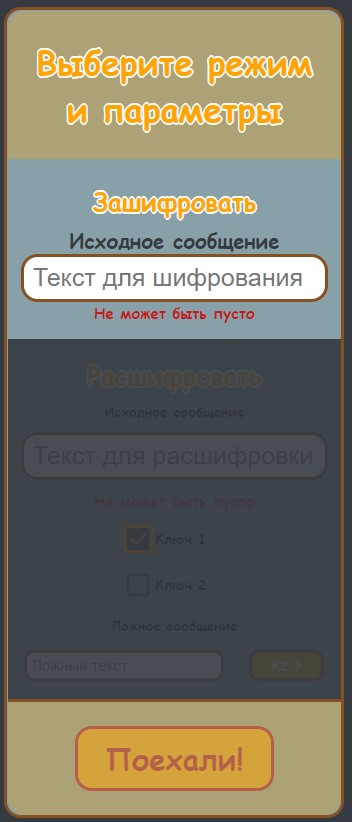 Выберите режим
и параметры
Зашифровать
Исходное сообщение
Текст для шифрования
Не может быть пусто
Расшифровать
Исходное сообщение
Текст для расшифровки
Не может быть пусто
Ключ 1
Ключ 2
Ложное сообщение
Ложный текст
К2 ?
Поехали!